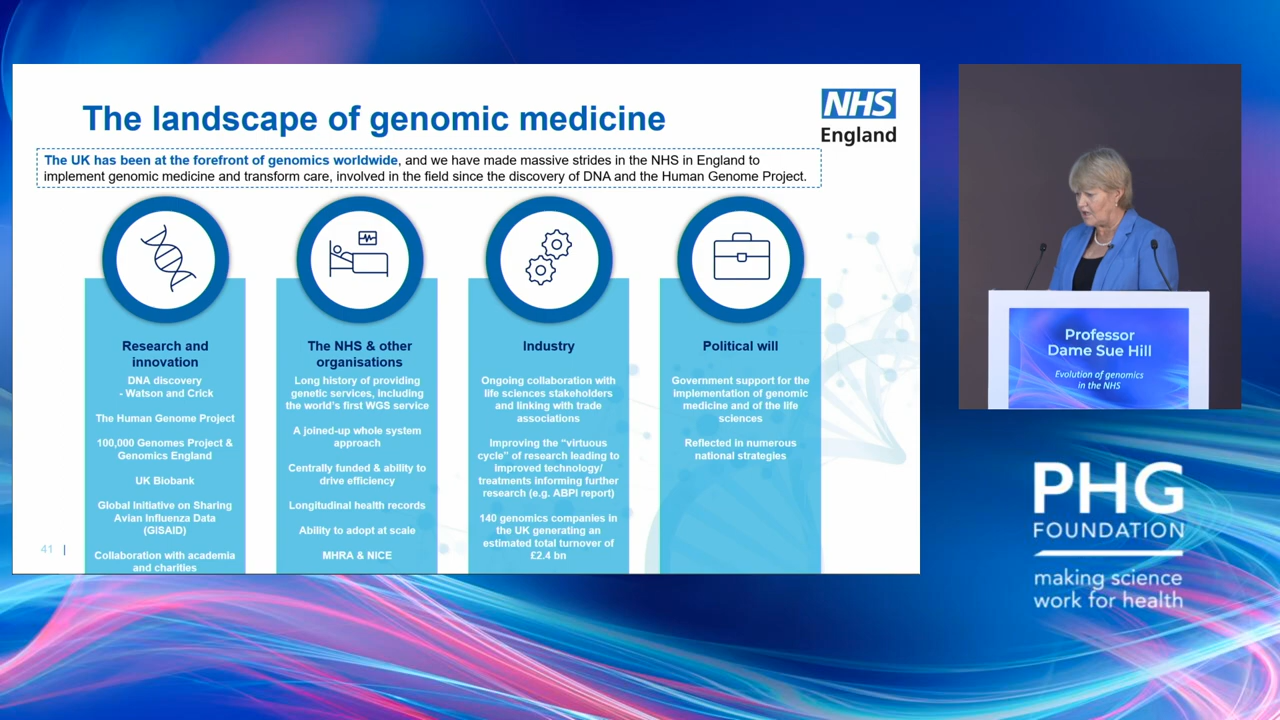 The landscape of genomic medicine
NHS
England
The UK has been at the forefront of genomics worldwide, and we have made massive strides in the NHS in England to
implement genomic medicine and transform care, involved in the field since the discovery of DNA and the Human Genome Project.
Research and
innovation
DNA discovery
- Watson and Crick
The Human Genome Project
100,000 Genomes Project &
Genomics England
UK Biobank
Global Initiative on Sharing
Avian Influenza Data
(GISAID)
Collaboration with academia
and charities
The NHS & other
organisations
Long history of providing
genetic services, including
the world's first WGS service
A joined-up whole system
approach
Centrally funded & ability to
drive efficiency
Longitudinal health records
Ability to adopt at scale
MHRA & NICE
Industry
Ongoing collaboration with
life sciences stakeholders
and linking with trade
associations
Improving the "virtuous
cycle" of research leading to
improved technology/
treatments informing further
research (e.g. ABPI report)
140 genomics companies in
the UK generating an
estimated total turnover of
£2.4 bn
Political will
Government support for the
implementation of genomic
medicine and of the life
sciences
Reflected in numerous
national strategies
41 |
Professor
Dame Sue Hill
Evolution of genomics
in the NHS
PHG
FOUNDATION
making science
work for health